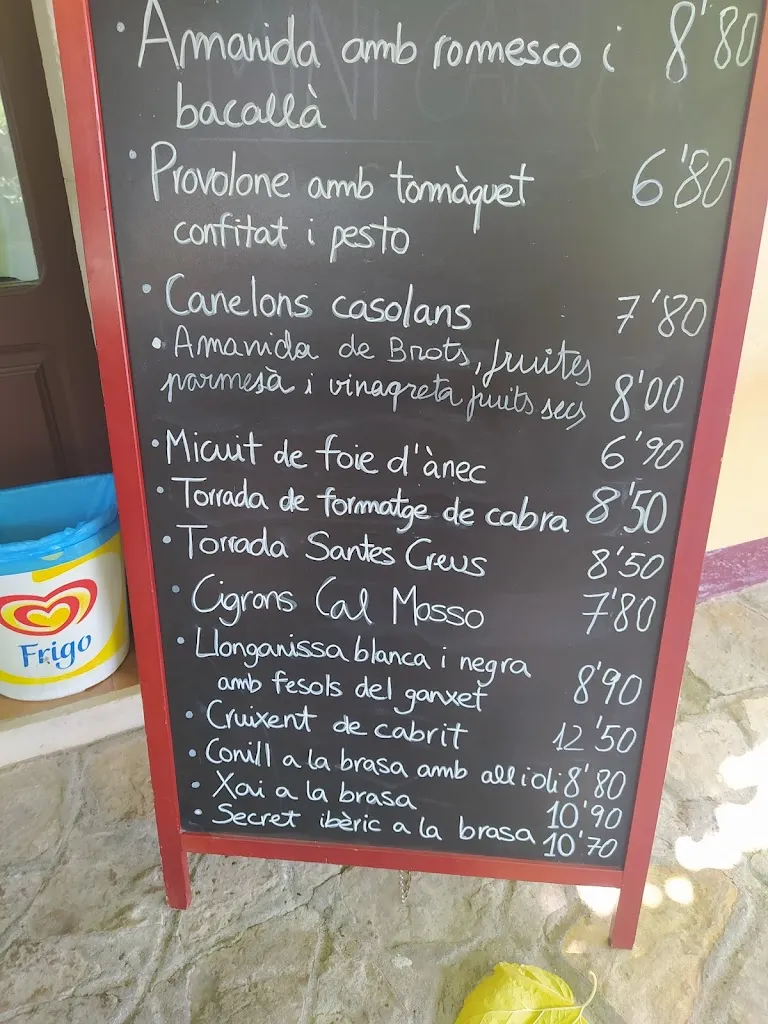 · Amanida amb romesco i 8'80
bacallà
· Provolone amb tomàquet 6'80
confitat i pesto
· Canelons casolans 7'80
· Amanida de Brots, fruites
parmesà i vinagreta fruits secs 8'00
· Micuit de foie d'ànec 6'90
· Torrada de formatge de cabra 8'50
· Torrada Santes Creus 8'50
· Cigrons Cal Mosso 7'80
· Llonganissa blanca i negra
amb fesols del ganxet 8'90
· Cruixent de cabrit 12'50
· Conill a la brasa amb allioli 8'80
· Xai a la brasa 10'90
· Secret ibèric a la brasa 10'70
Frigo